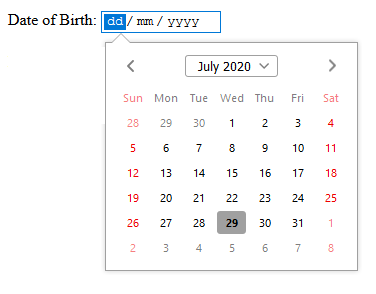 Date of Birth: dd / mm / yyyy
July 2020
Sun Mon Tue Wed Thu Fri Sat
28 29 30 1 2 3 4
5 6 7 8 9 10 11
12 13 14 15 16 17 18
19 20 21 22 23 24 25
26 27 28 29 30 31 1
2 3 4 5 6 7 8